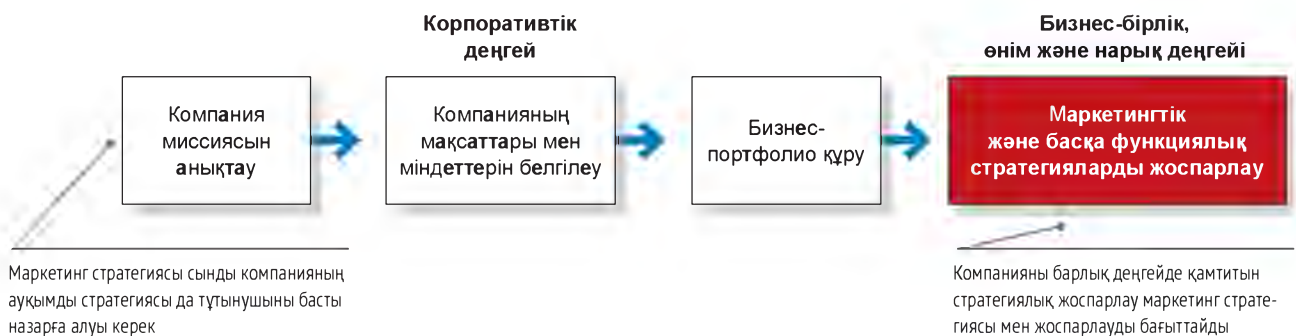 Корпоративтік
деңгей
Бизнес-бірлік,
өнім және нарық деңгейі
Компания
миссиясын
анықтау
Компанияның
мақсаттары мен
міндеттерін белгілеу
Бизнес-
портфолио құру
Маркетингтік
және басқа функциялық
стратегияларды жоспарлау
Маркетинг стратегиясы сынды компанияның
ауқымды стратегиясы да тұтынушыны басты
назарға алуы керек
Компанияны барлық деңгейде қамтитын
стратегиялық жоспарлау маркетинг страте-
гиясы мен жоспарлауды бағыттайды